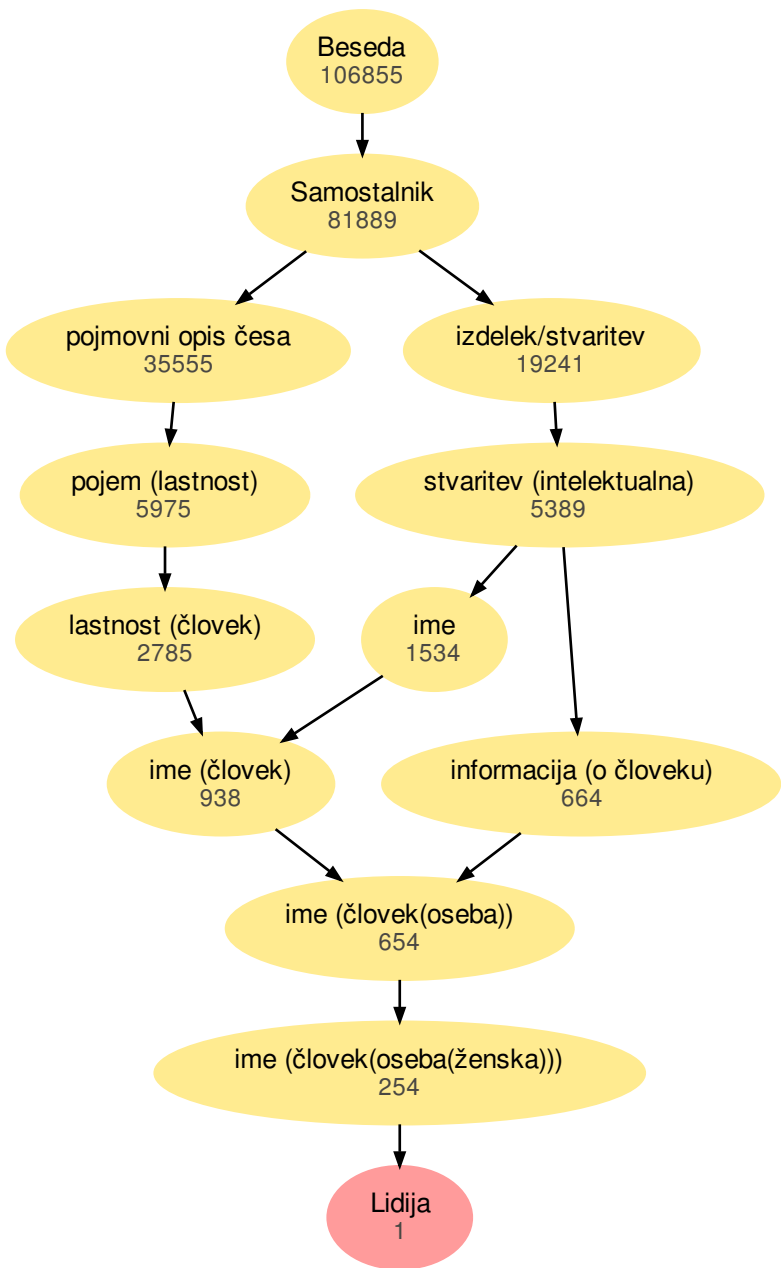 Beseda
106855
Samostalnik
81889
pojmovni opis česa
35555
izdelek/stvaritev
19241
pojem (lastnost)
5975
stvaritev (intelektualna)
5389
lastnost (človek)
2785
ime
1534
ime (človek)
938
informacija (o človeku)
664
ime (človek(oseba))
654
ime (človek(oseba(ženska)))
254
Lidija
1